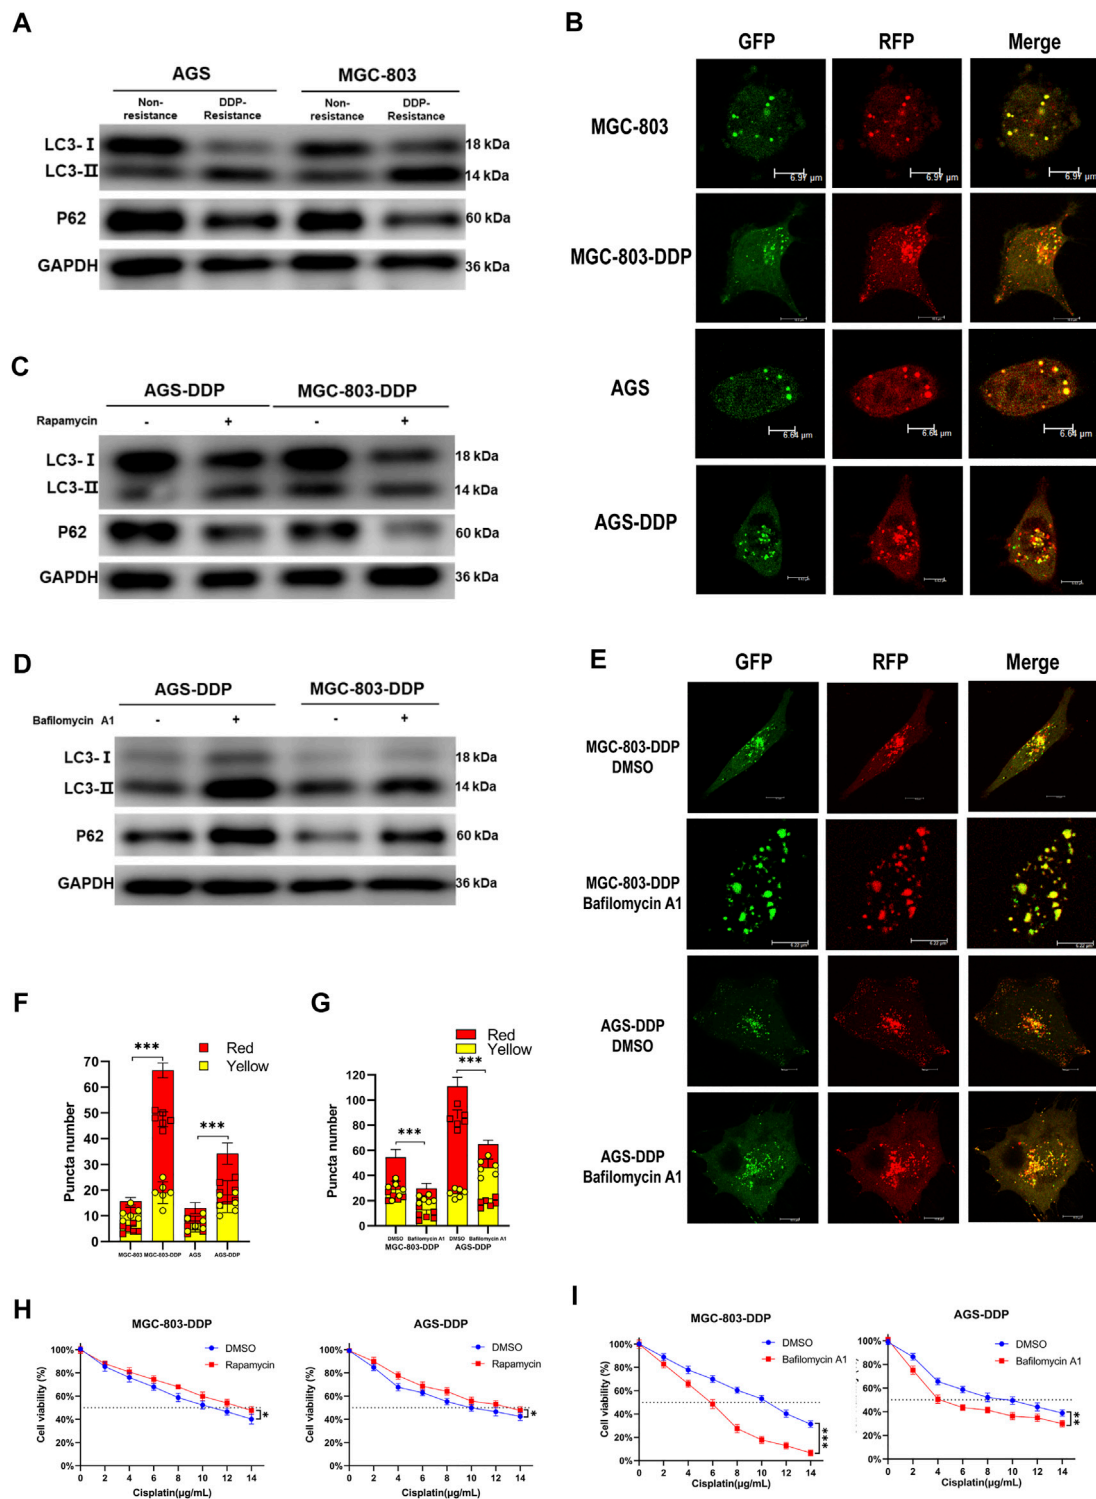 A
AGS MGC-803
Non-resistance DDP-Resistance Non-resistance DDP-Resistance
LC3-Ⅰ 18 kDa
LC3-Ⅱ 14 kDa
P62 60 kDa
GAPDH 36 kDa
B
GFP RFP Merge
MGC-803
6.97 µm 6.97 µm 6.97 µm
MGC-803-DDP
AGS
6.64 µm 6.64 µm 6.64 µm
AGS-DDP
C
AGS-DDP MGC-803-DDP
Rapamycin - + - +
LC3-Ⅰ 18 kDa
LC3-Ⅱ 14 kDa
P62 60 kDa
GAPDH 36 kDa
D
AGS-DDP MGC-803-DDP
Bafilomycin A1 - + - +
LC3-Ⅰ 18 kDa
LC3-Ⅱ 14 kDa
P62 60 kDa
GAPDH 36 kDa
E
GFP RFP Merge
MGC-803-DDP
DMSO
MGC-803-DDP
Bafilomycin A1
6.22 µm 6.22 µm 6.22 µm
AGS-DDP
DMSO
AGS-DDP
Bafilomycin A1
F
Red
Yellow
*** ***
Puncta number
70
60
50
40
30
20
10
0
MGC-803 MGC-803-DDP AGS AGS-DDP
G
Red
Yellow
*** ***
Puncta number
120
100
80
60
40
20
0
DMSO Bafilomycin A1 DMSO Bafilomycin A1
MGC-803-DDP AGS-DDP
H
MGC-803-DDP
DMSO
Rapamycin
Cell viability (%)
100%
80%
60%
40%
20%
0%
*
0 2 4 6 8 10 12 14
Cisplatin(µg/mL)
AGS-DDP
DMSO
Rapamycin
Cell viability (%)
100%
80%
60%
40%
20%
0%
*
0 2 4 6 8 10 12 14
Cisplatin(µg/mL)
I
MGC-803-DDP
DMSO
Bafilomycin A1
Cell viability (%)
100%
80%
60%
40%
20%
0%
***
0 2 4 6 8 10 12 14
Cisplatin(µg/mL)
AGS-DDP
DMSO
Bafilomycin A1
100%
80%
60%
40%
20%
0%
**
0 2 4 6 8 10 12 14
Cisplatin(µg/mL)